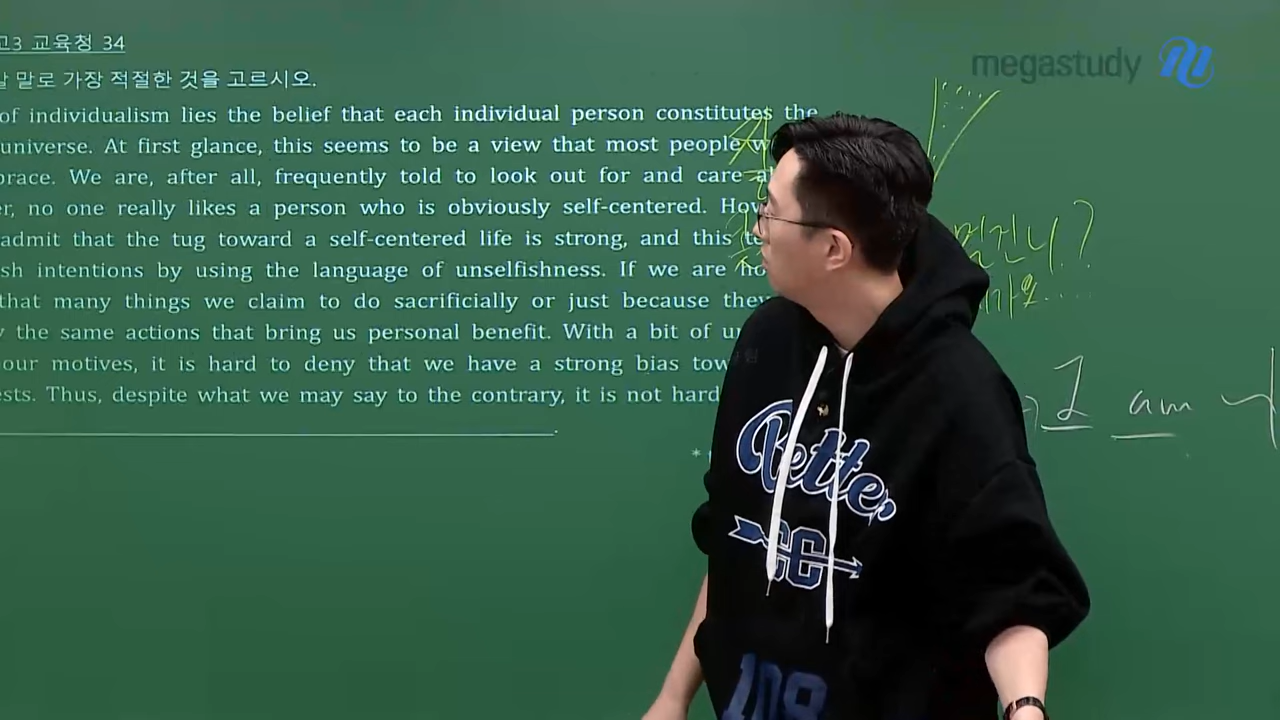 고3 교육청 34
말로 가장 적절한 것을 고르시오.
of individualism lies the belief that each individual person constitutes the
universe. At first glance, this seems to be a view that most people
We are, after all, frequently told to look out for and care
no one really likes a person who is obviously self-centered.
admit that the tug toward a self-centered life is strong, and this
intentions by using the language of unselfishness. If we are
that many things we claim to do sacrificially or just because they
the same actions that bring us personal benefit. With a bit of
our motives, it is hard to deny that we have a strong bias
Thus, despite what we may say to the contrary, it is not hard
*
megastudy
I am
Better
CC
108